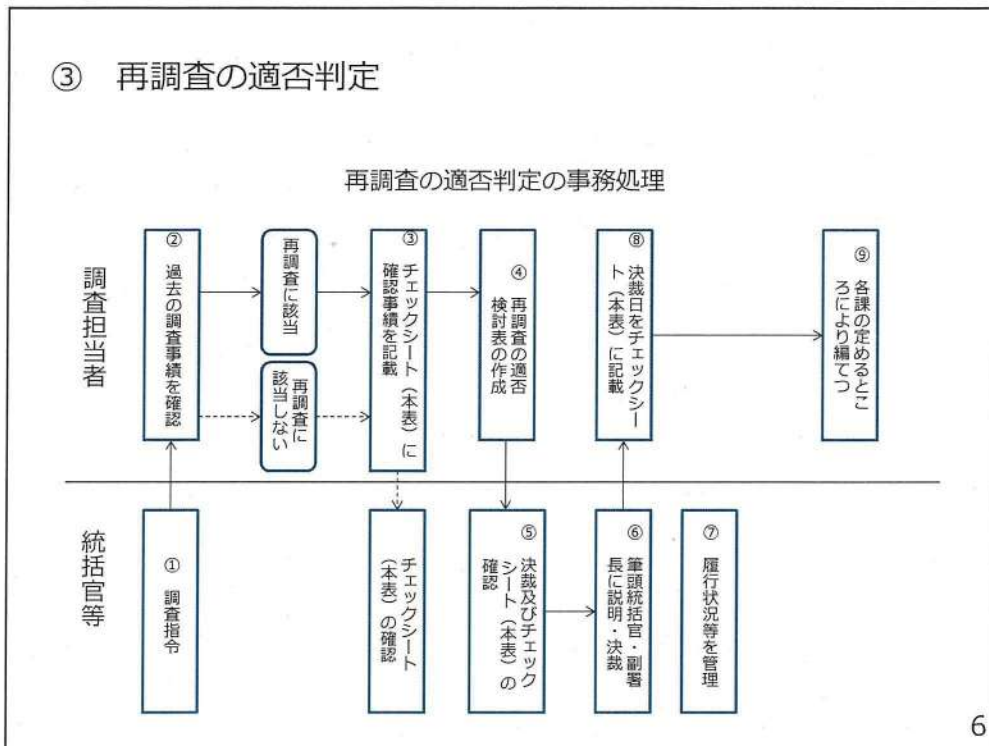 ③ 再調査の適否判定
再調査の適否判定の事務処理
調査担当者
② 過去の調査事績を確認
再調査に該当
再調査に
該当しない
③ チェックシート（本表）に
確認事績を記載
④ 再調査の適否
検討表の作成
⑧ 決裁日をチェックシー
ト（本表）に記載
⑨ 各課の定めるとこ
ろにより編てつ
統括官等
① 調査指令
チェックシート
（本表）の確認
⑤ 決裁及びチェック
シート（本表）の
確認
⑥ 筆頭統括官・副署
長に説明・決裁
⑦ 履行状況等を管理
6